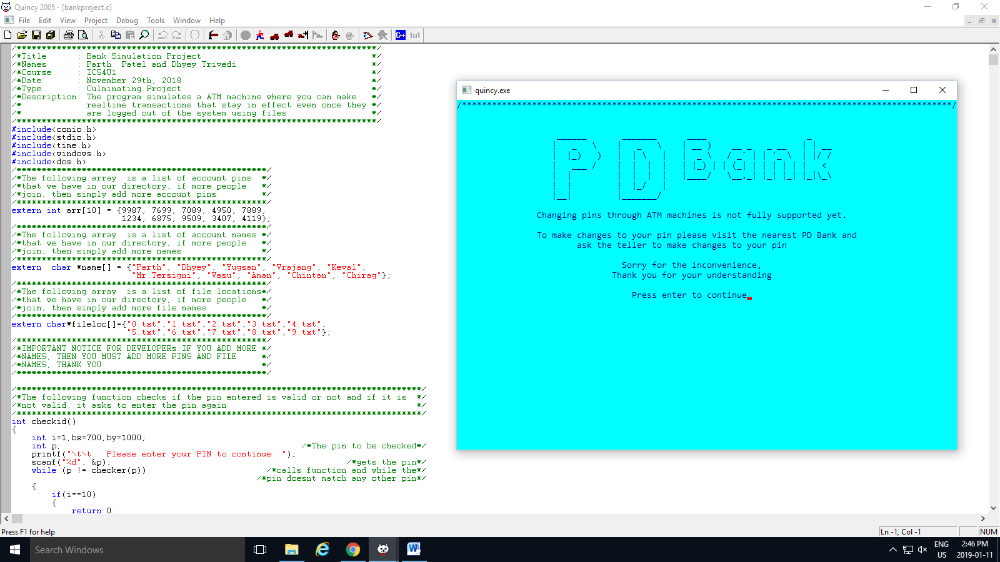 Quincy 2005 - [bankproject.c]
File Edit View Project Debug Tools Window Help
C++ tut
/************************************************************************/
/*Title      : Bank Simulation Project                                  */
/*Names      : Parth  Patel and Dhyey Trivedi                           */
/*Course     : ICS4U1                                                   */
/*Date       : November 29th, 2018                                      */
/*Type       : Culminating Project                                      */
/*Description: The program simulates a ATM machine where you can make   */
/*             realtime transactions that stay in effect even once they */
/*             are logged out of the system using files                 */
/************************************************************************/
#include<conio.h>
#include<stdio.h>
#include<time.h>
#include<windows.h>
#include<dos.h>
/**************************************************/
/*The following array  is a list of account pins  */
/*that we have in our directory, if more people   */
/*join, then simply add more account pins         */
/**************************************************/
extern int arr[10] = {9987, 7699, 7089, 4950, 7889,
                      1234, 6875, 9509, 3407, 4119};
/**************************************************/
/*The following array  is a list of account names */
/*that we have in our directory, if more people   */
/*join, then simply add more names                */
/**************************************************/
extern  char *name[] = {"Parth", "Dhyey", "Yugsan", "Vrajang", "Keval",
                        "Mr.Tersigni", "Vasu", "Aman", "Chintan", "Chirag"};
/**************************************************/
/*The following array  is a list of file locations*/
/*that we have in our directory, if more people   */
/*join, then simply add more file names           */
/**************************************************/
extern char*fileloc[]={"0.txt","1.txt","2.txt","3.txt","4.txt",
                       "5.txt","6.txt","7.txt","8.txt","9.txt"};
/**************************************************/
/*IMPORTANT NOTICE FOR DEVELOPERs:IF YOU ADD MORE */
/*NAMES, THEN YOU MUST ADD MORE PINS AND FILE     */
/*NAMES, THANK YOU                                */
/**************************************************/
/*********************************************************************************/
/*The following function checks if the pin entered is valid or not and if it is  */
/*not valid, it asks to enter the pin again                                      */
/*********************************************************************************/
int checkid()
{
    int i=1,bx=700,by=1000;
    int p;                                                /*The pin to be checked*/
    printf("\t\t   Please enter your PIN to continue: ");
    scanf("%d", &p);                                               /*gets the pin*/
    while (p != checker(p))                        /*calls function and while the*/
                                                 /*pin doesnt match any other pin*/
    {
        if(i==10)
        {
            return 0;
quincy.exe
/**************************************************************************************************/
PD Bank
Changing pins through ATM machines is not fully supported yet.
To make changes to your pin please visit the nearest PD Bank and
ask the teller to make changes to your pin
Sorry for the inconvenience,
Thank you for your understanding
Press enter to continue
Press F1 for help
Ln -1, Col -1
NUM
Search Windows
ENG
US
2:46 PM
2019-01-11